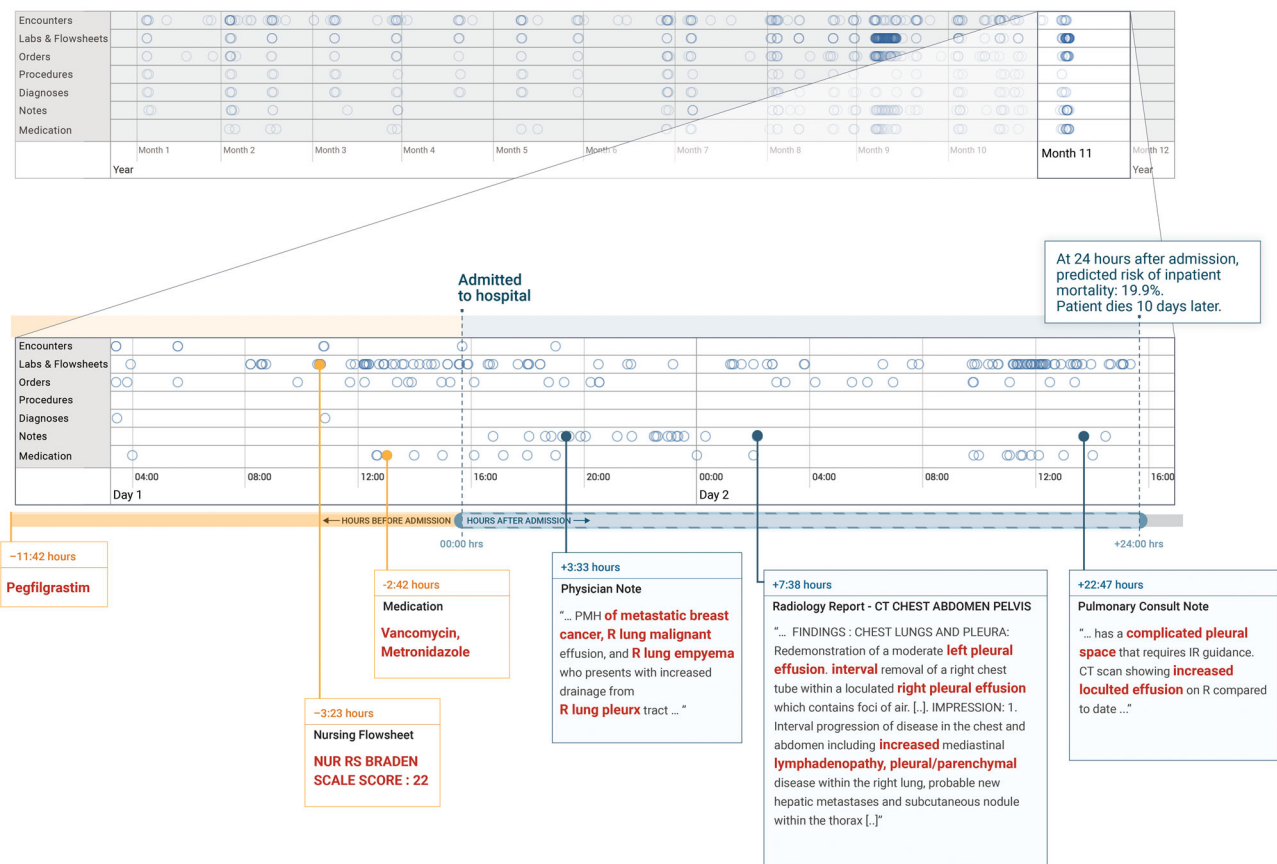 Encounters
Labs & Flowsheets
Orders
Procedures
Diagnoses
Notes
Medication
Month 1
Month 2
Month 3
Month 4
Month 5
Month 6
Month 7
Month 8
Month 9
Month 10
Month 11
Month 12
Year
Year
Admitted
to hospital
At 24 hours after admission,
predicted risk of inpatient
mortality: 19.9%.
Patient dies 10 days later.
Encounters
Labs & Flowsheets
Orders
Procedures
Diagnoses
Notes
Medication
04:00
08:00
12:00
16:00
20:00
00:00
04:00
08:00
12:00
16:00
Day 1
Day 2
HOURS BEFORE ADMISSION
HOURS AFTER ADMISSION
00:00 hrs
+24:00 hrs
–11:42 hours
Pegfilgrastim
–3:23 hours
Nursing Flowsheet
NUR RS BRADEN
SCALE SCORE : 22
-2:42 hours
Medication
Vancomycin,
Metronidazole
+3:33 hours
Physician Note
“... PMH of metastatic breast
cancer, R lung malignant
effusion, and R lung empyema
who presents with increased
drainage from
R lung pleurx tract ... ”
+7:38 hours
Radiology Report - CT CHEST ABDOMEN PELVIS
“... FINDINGS : CHEST LUNGS AND PLEURA:
Redemonstration of a moderate left pleural
effusion. interval removal of a right chest
tube within a loculated right pleural effusion
which contains foci of air. [..]. IMPRESSION: 1.
Interval progression of disease in the chest and
abdomen including increased mediastinal
lymphadenopathy, pleural/parenchymal
disease within the right lung, probable new
hepatic metastases and subcutaneous nodule
within the thorax [..]”
+22:47 hours
Pulmonary Consult Note
“... has a complicated pleural
space that requires IR guidance.
CT scan showing increased
loculted effusion on R compared
to date ...”